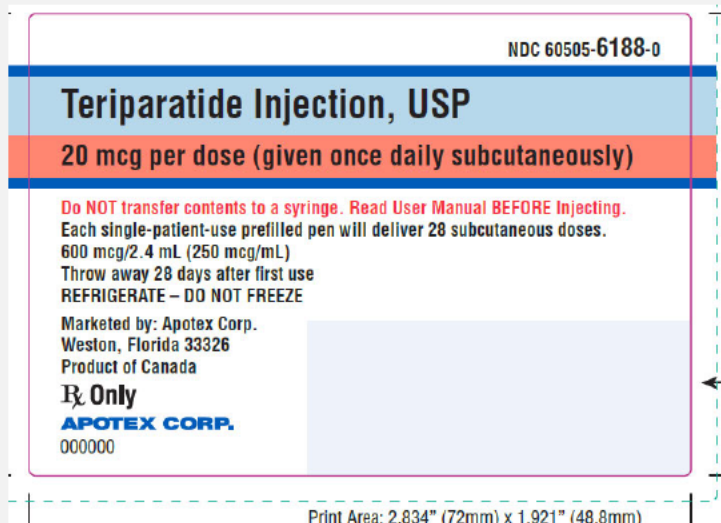 NDC 60505-6188-0
Teriparatide Injection, USP
20 mcg per dose (given once daily subcutaneously)
Do NOT transfer contents to a syringe. Read User Manual BEFORE Injecting.
Each single-patient-use prefilled pen will deliver 28 subcutaneous doses.
600 mcg/2.4 mL (250 mcg/mL)
Throw away 28 days after first use
REFRIGERATE – DO NOT FREEZE
Marketed by: Apotex Corp.
Weston, Florida 33326
Product of Canada
℞ Only
APOTEX CORP.
000000
Print Area: 2.834" (72mm) x 1.921" (48.8mm)